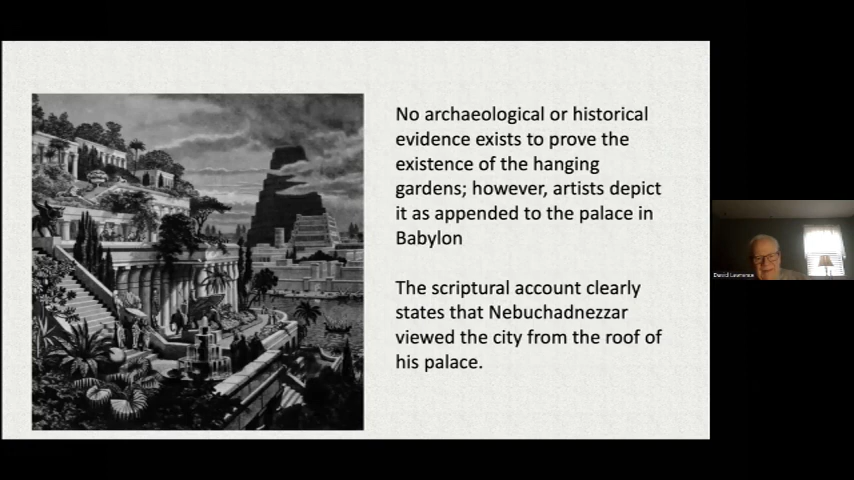 No archaeological or historical
evidence exists to prove the
existence of the hanging
gardens; however, artists depict
it as appended to the palace in
Babylon
The scriptural account clearly
states that Nebuchadnezzar
viewed the city from the roof of
his palace.
David Lawrence